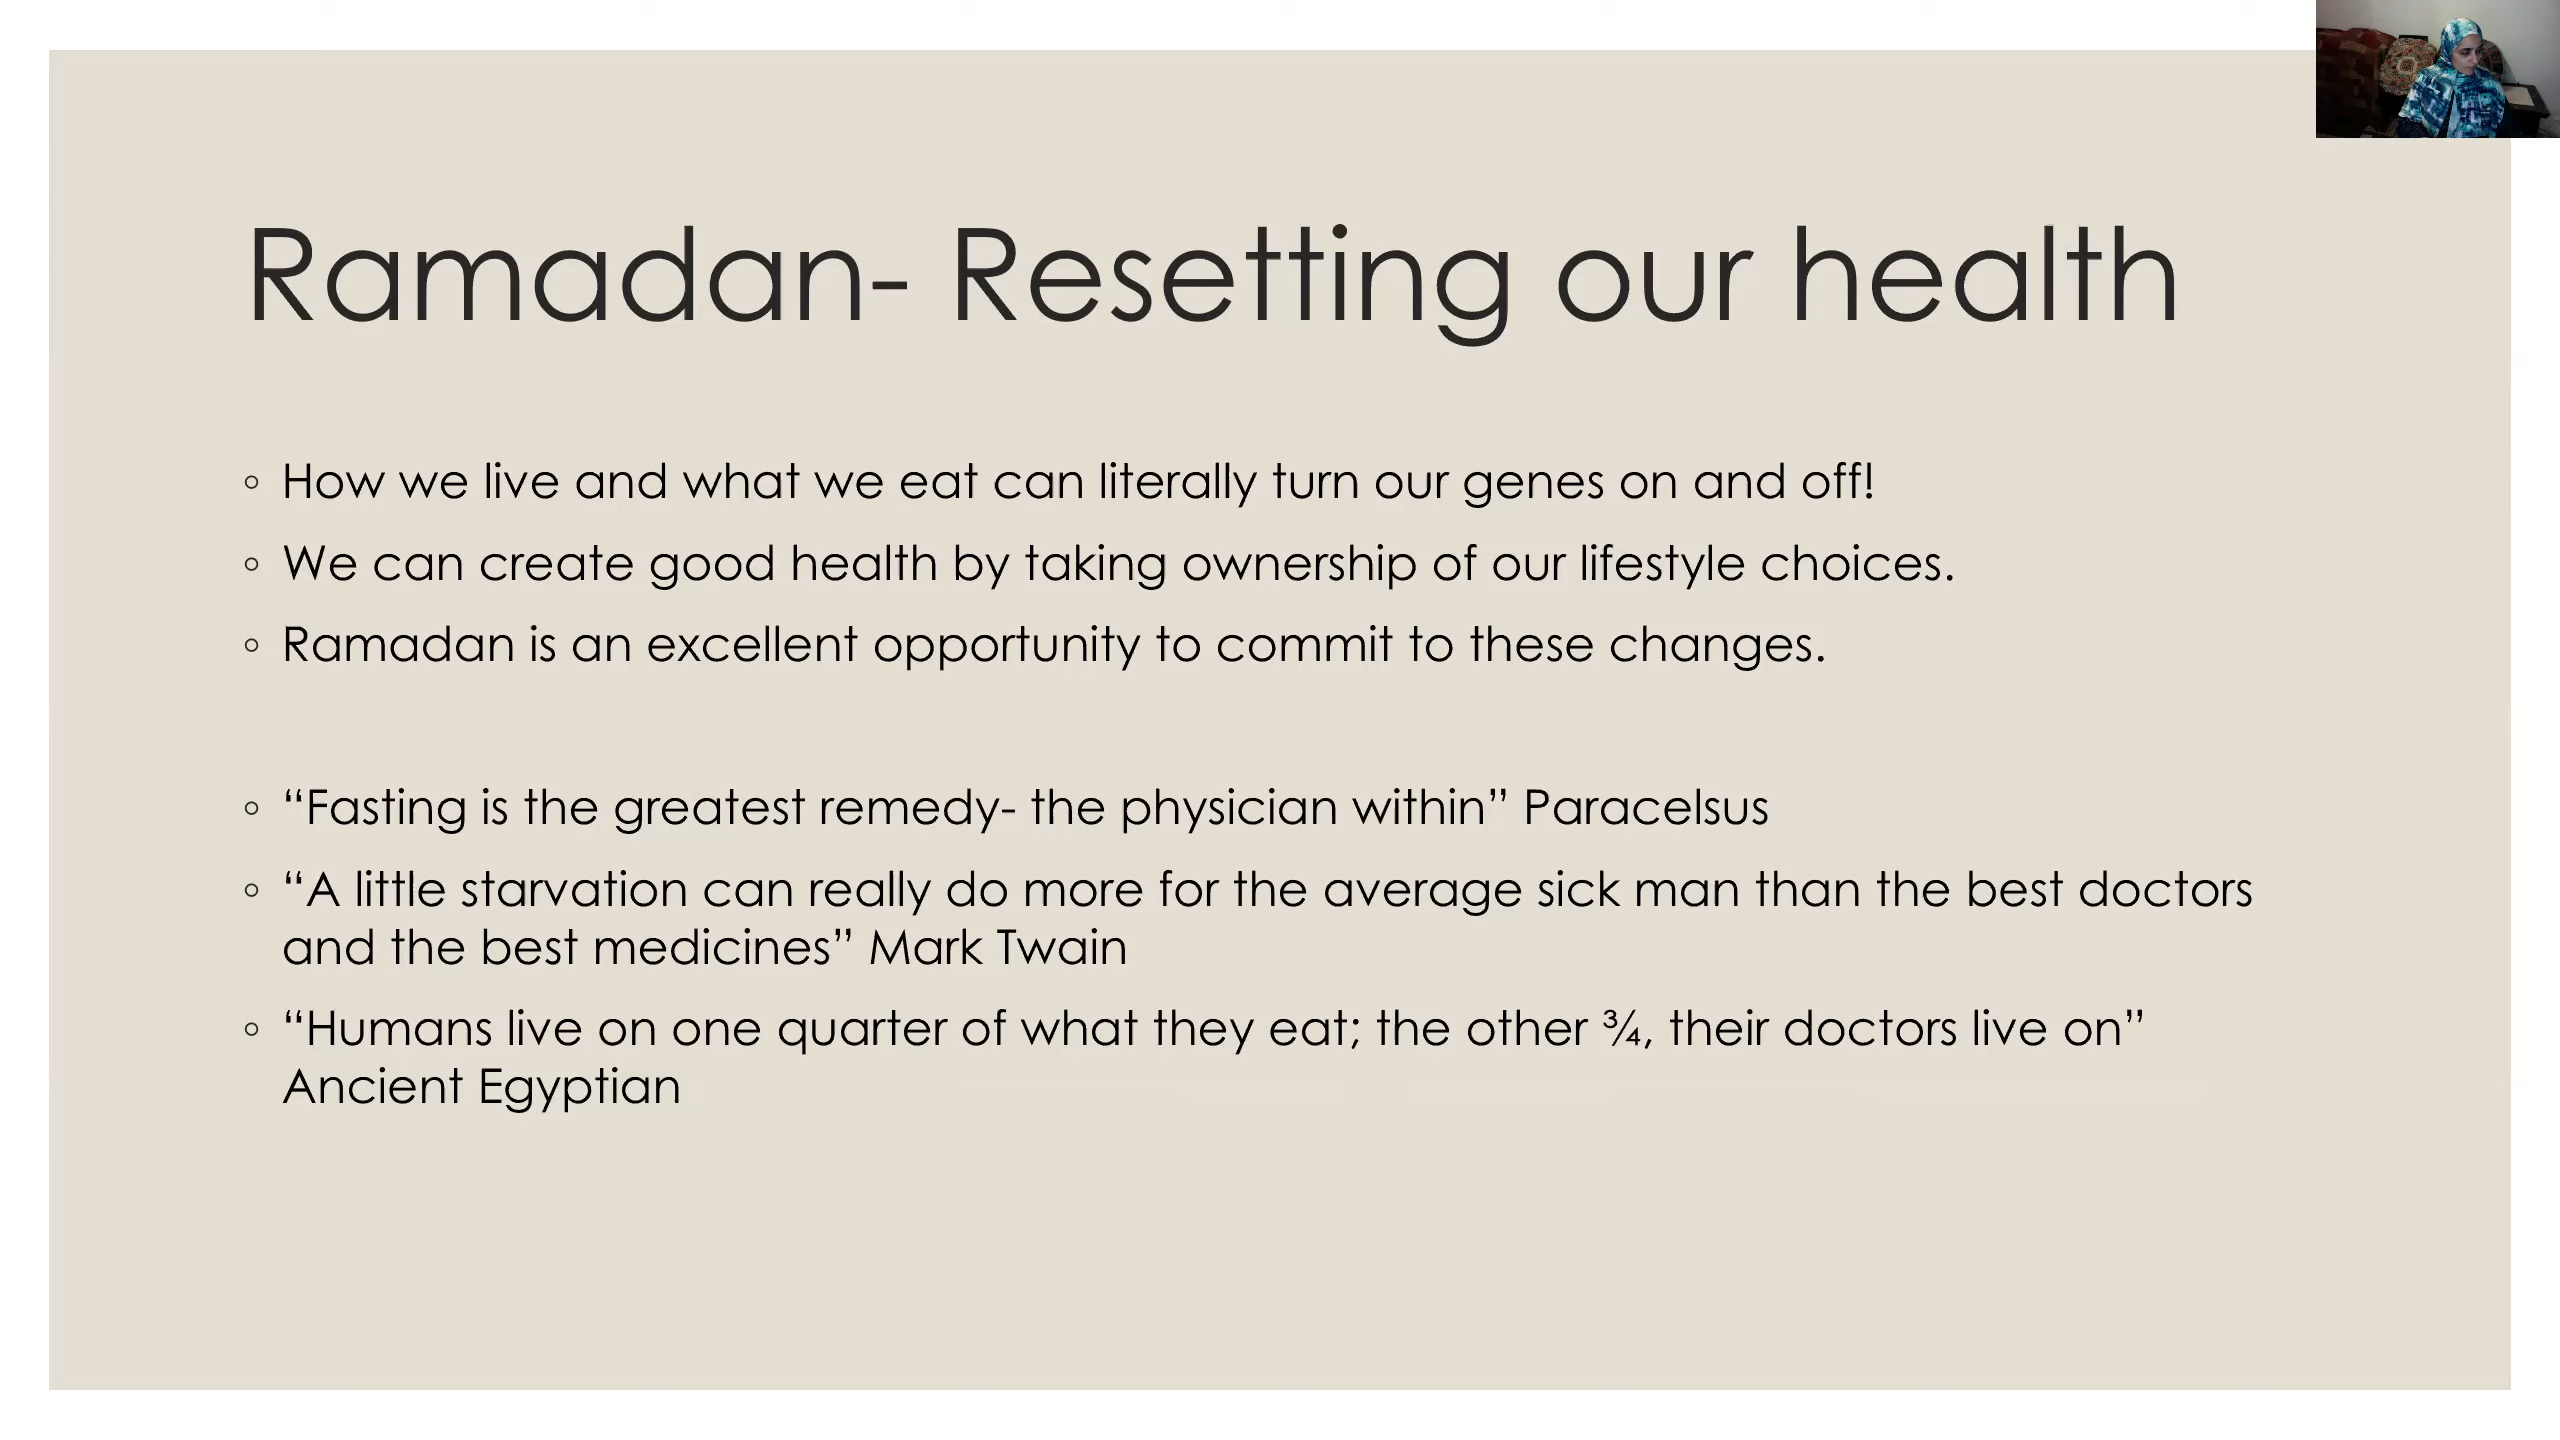 Ramadan- Resetting our health
◦ How we live and what we eat can literally turn our genes on and off!
◦ We can create good health by taking ownership of our lifestyle choices.
◦ Ramadan is an excellent opportunity to commit to these changes.
◦ “Fasting is the greatest remedy- the physician within” Paracelsus
◦ “A little starvation can really do more for the average sick man than the best doctors
and the best medicines” Mark Twain
◦ “Humans live on one quarter of what they eat; the other ¾, their doctors live on”
Ancient Egyptian